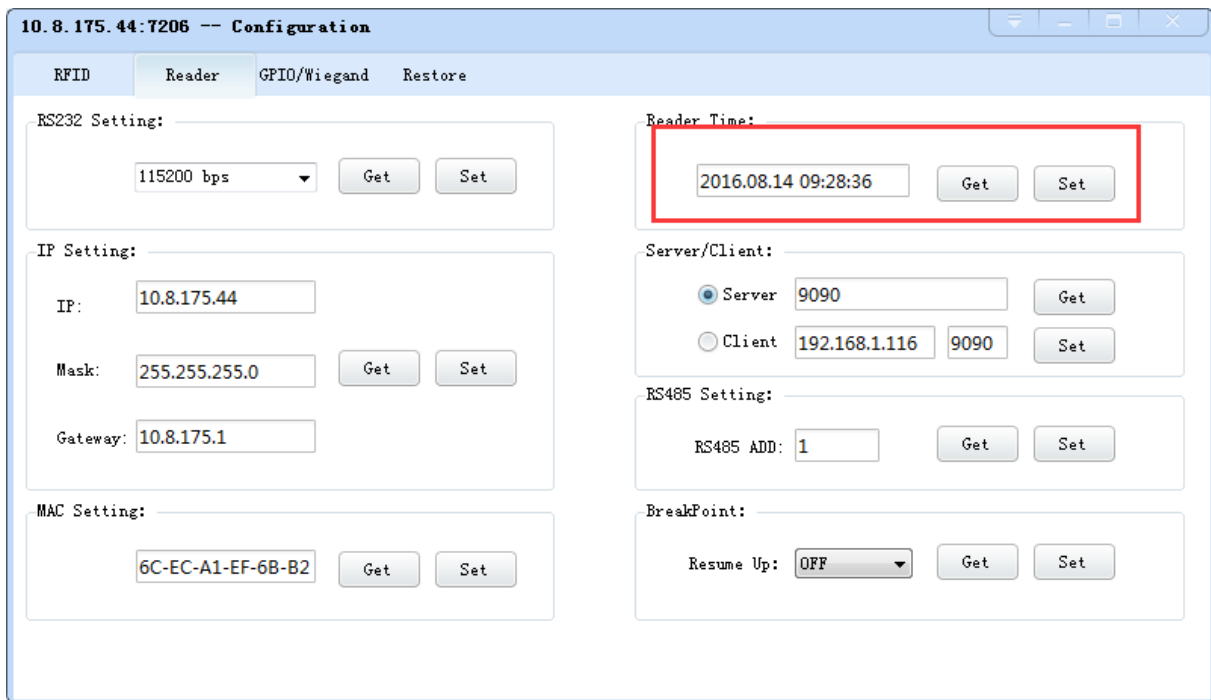 10.8.175.44:7206 -- Configuration
RFID Reader GPIO/Wiegand Restore
RS232 Setting:
115200 bps Get Set
IP Setting:
IP: 10.8.175.44
Mask: 255.255.255.0 Get Set
Gateway: 10.8.175.1
MAC Setting:
6C-EC-A1-EF-6B-B2 Get Set
Reader Time:
2016.08.14 09:28:36 Get Set
Server/Client:
Server 9090 Get
Client 192.168.1.116 9090 Set
RS485 Setting:
RS485 ADD: 1 Get Set
BreakPoint:
Resume Up: OFF Get Set